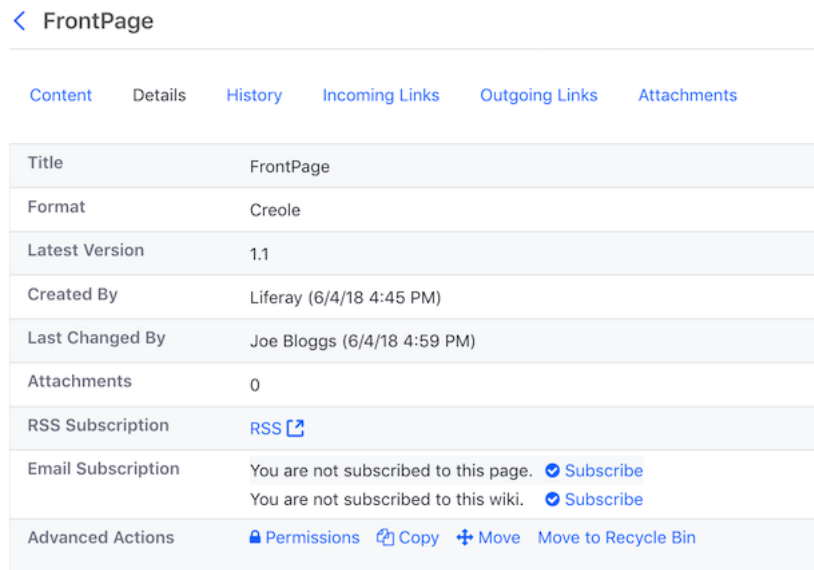 FrontPage
Content Details History Incoming Links Outgoing Links Attachments
Title FrontPage
Format Creole
Latest Version 1.1
Created By Liferay (6/4/18 4:45 PM)
Last Changed By Joe Bloggs (6/4/18 4:59 PM)
Attachments 0
RSS Subscription RSS
Email Subscription You are not subscribed to this page. Subscribe
You are not subscribed to this wiki. Subscribe
Advanced Actions Permissions Copy Move Move to Recycle Bin